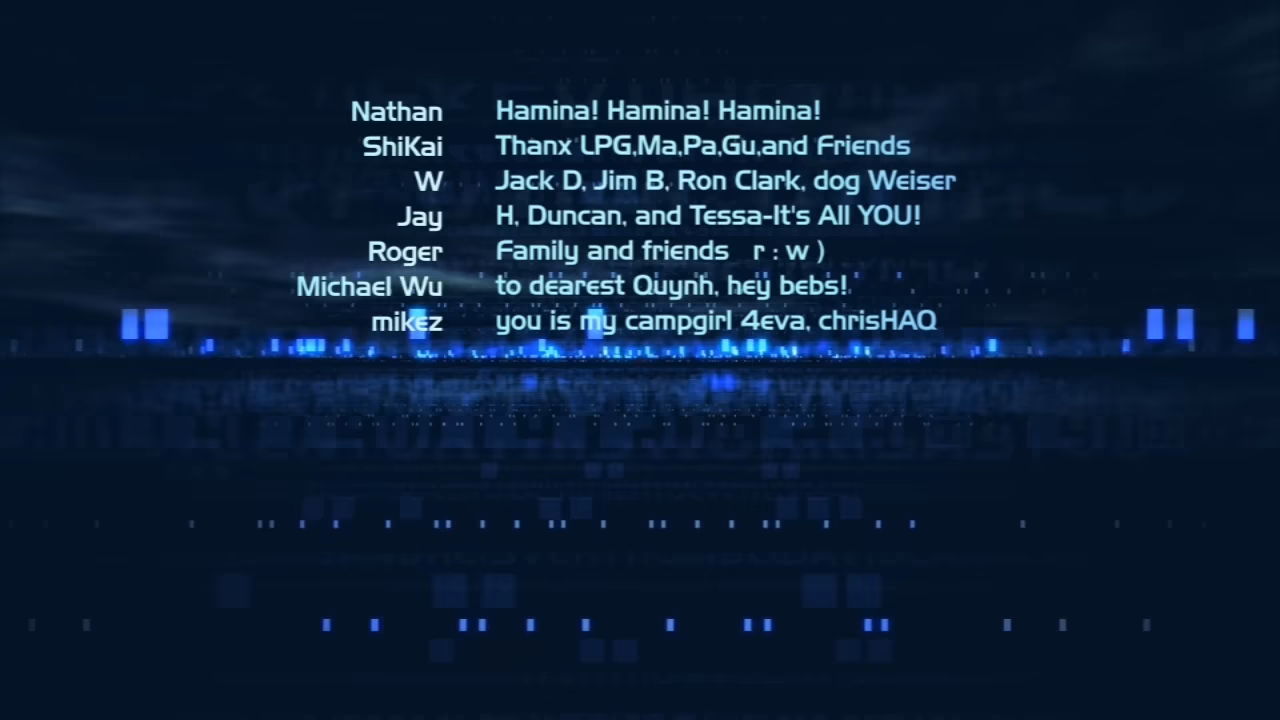 Nathan Hamina! Hamina! Hamina!
ShiKai Thanx LPG,Ma,Pa,Gu,and Friends
W Jack D, Jim B, Ron Clark, dog Weiser
Jay H, Duncan, and Tessa-It's All YOU!
Roger Family and friends r : w )
Michael Wu to dearest Quynh, hey bebs!
mikez you is my campgirl 4eva, chrisHAQ